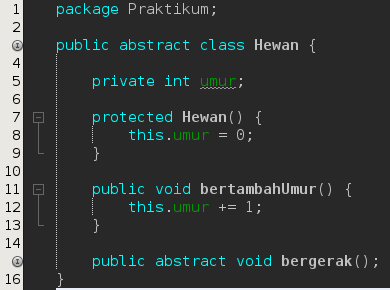 1 package Praktikum;
2
public abstract class Hewan {
4
5 private int umur;
6
7 protected Hewan() {
8 this.umur = 0;
9 }
10
11 public void bertambahUmur() {
12 this.umur += 1;
13 }
14
public abstract void bergerak();
16 }